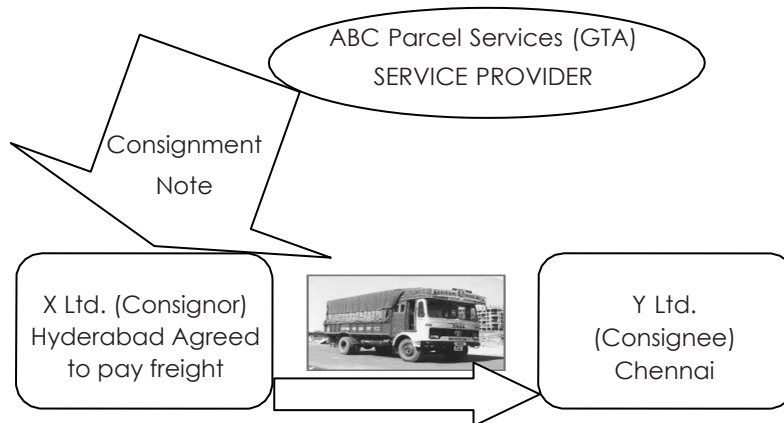 ABC Parcel Services (GTA)
SERVICE PROVIDER
Consignment
Note
X Ltd. (Consignor)
Hyderabad Agreed
to pay freight
Y Ltd.
(Consignee)
Chennai